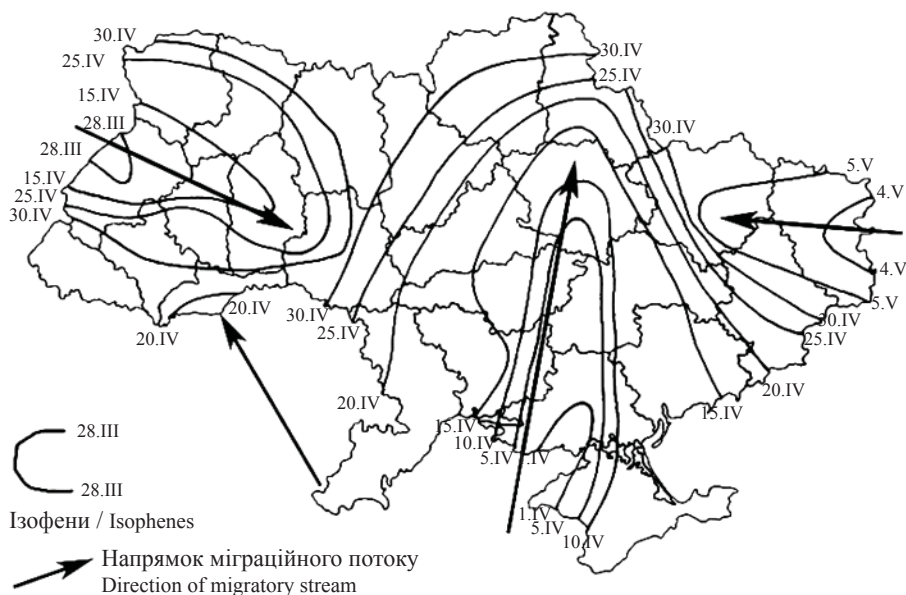 30.IV
25.IV
15.IV
28.III
28.III
15.IV
25.IV
30.IV
20.IV
20.IV
30.IV
25.IV
20.IV
30.IV
25.IV
30.IV
5.V
4.V
4.V
5.V
30.IV
25.IV
20.IV
15.IV
15.IV
10.IV
5.IV
1.IV
5.IV
10.IV
28.III
28.III
Ізофени / Isophenes
Напрямок міграційного потоку
Direction of migratory stream